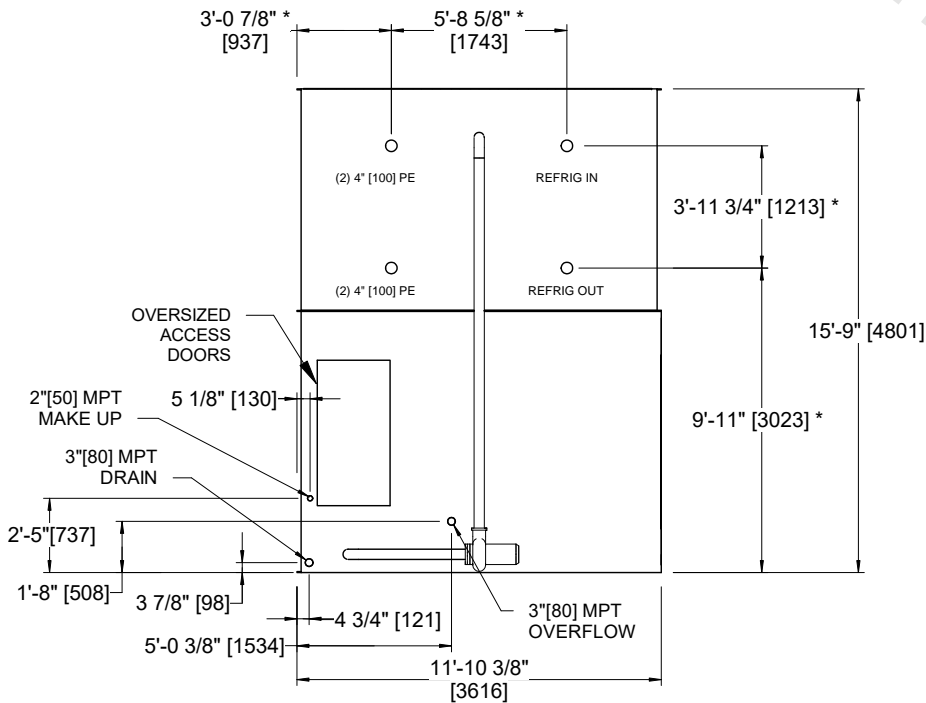 3'-0 7/8" *
[937]
5'-8 5/8" *
[1743]
(2) 4" [100] PE
REFRIG IN
3'-11 3/4" [1213] *
(2) 4" [100] PE
REFRIG OUT
OVERSIZED
ACCESS
DOORS
15'-9" [4801]
5 1/8" [130]
2"[50] MPT
MAKE UP
9'-11" [3023] *
3"[80] MPT
DRAIN
2'-5"[737]
1'-8" [508]
3 7/8" [98]
4 3/4" [121]
3"[80] MPT
OVERFLOW
5'-0 3/8" [1534]
11'-10 3/8"
[3616]